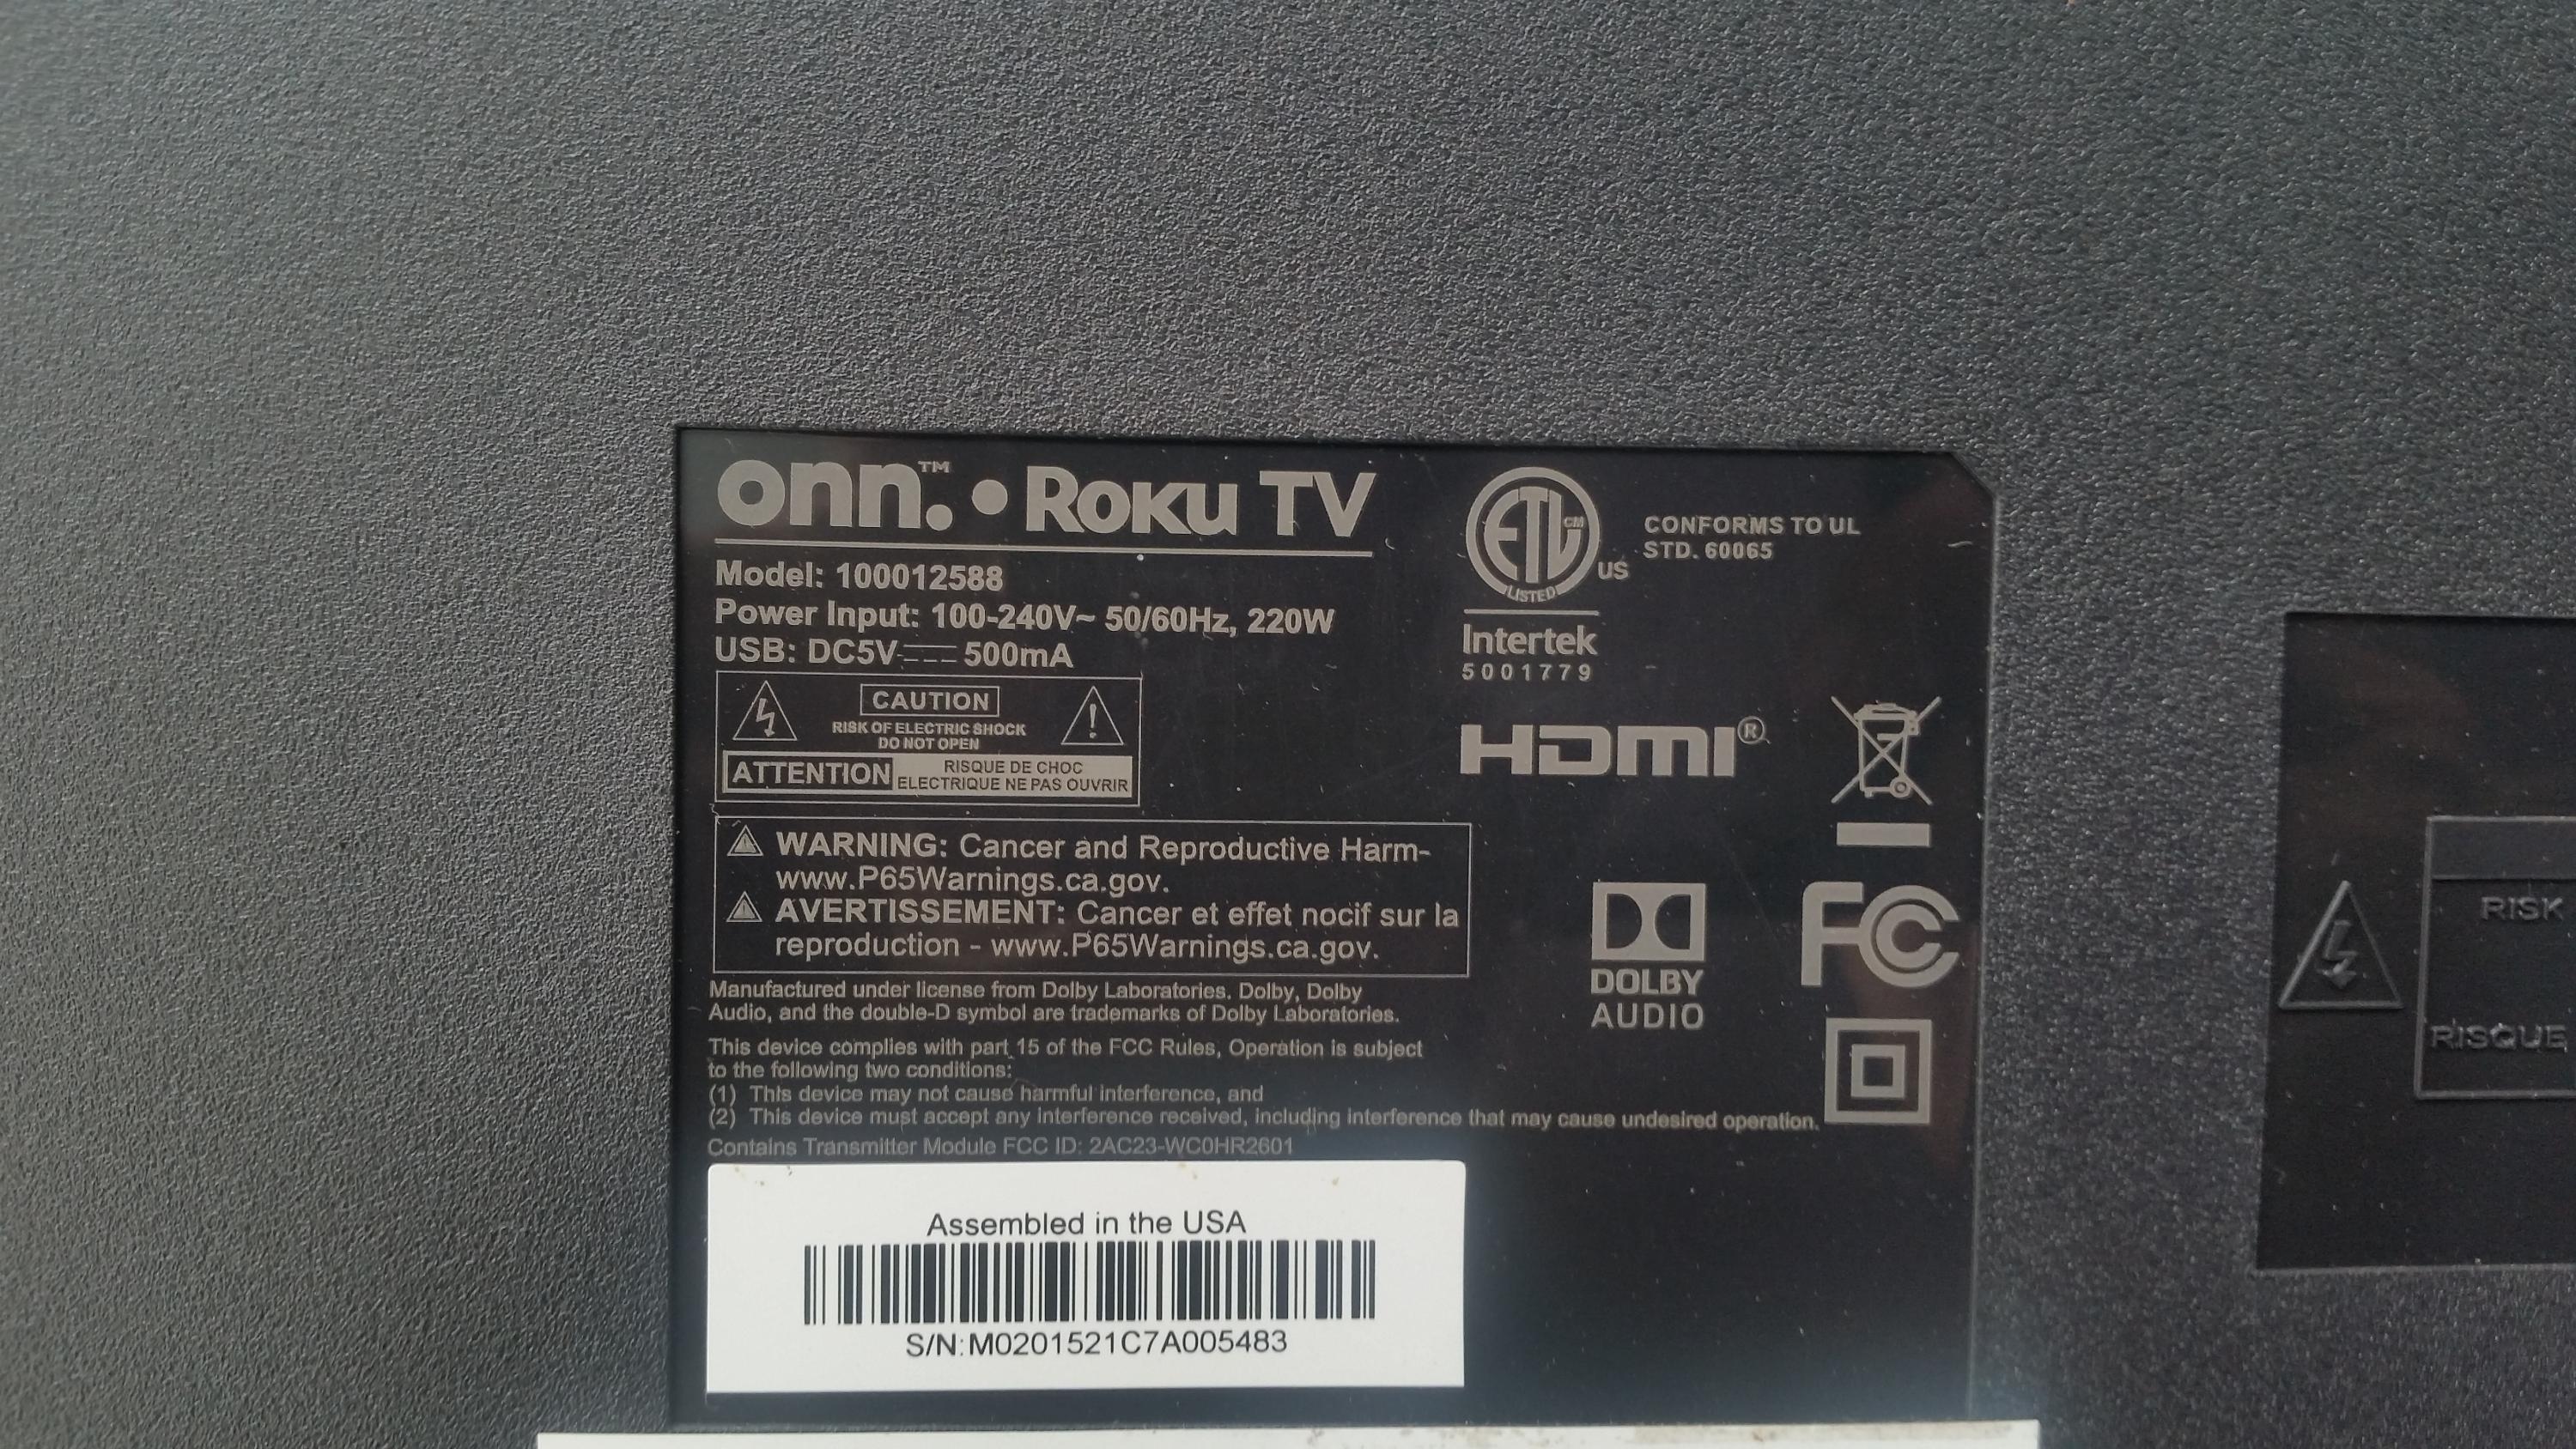 onn.™ • Roku TV
Model: 100012588
Power Input: 100-240V~ 50/60Hz, 220W
USB: DC5V 500mA
CAUTION
RISK OF ELECTRIC SHOCK
DO NOT OPEN
ATTENTION
RISQUE DE CHOC
ELECTRIQUE NE PAS OUVRIR
WARNING: Cancer and Reproductive Harm-
www.P65Warnings.ca.gov.
AVERTISSEMENT: Cancer et effet nocif sur la
reproduction - www.P65Warnings.ca.gov.
Manufactured under license from Dolby Laboratories. Dolby, Dolby
Audio, and the double-D symbol are trademarks of Dolby Laboratories.
This device complies with part 15 of the FCC Rules, Operation is subject
to the following two conditions:
(1) This device may not cause harmful interference, and
(2) This device must accept any interference received, including interference that may cause undesired operation.
Contains Transmitter Module FCC ID: 2AC23-WC0HR2601
Assembled in the USA
S/N:M0201521C7A005483
ETL CM
LISTED
US
CONFORMS TO UL
STD. 60065
Intertek
5001779
HDMI®
DOLBY
AUDIO
FC
RISK
RISQUE